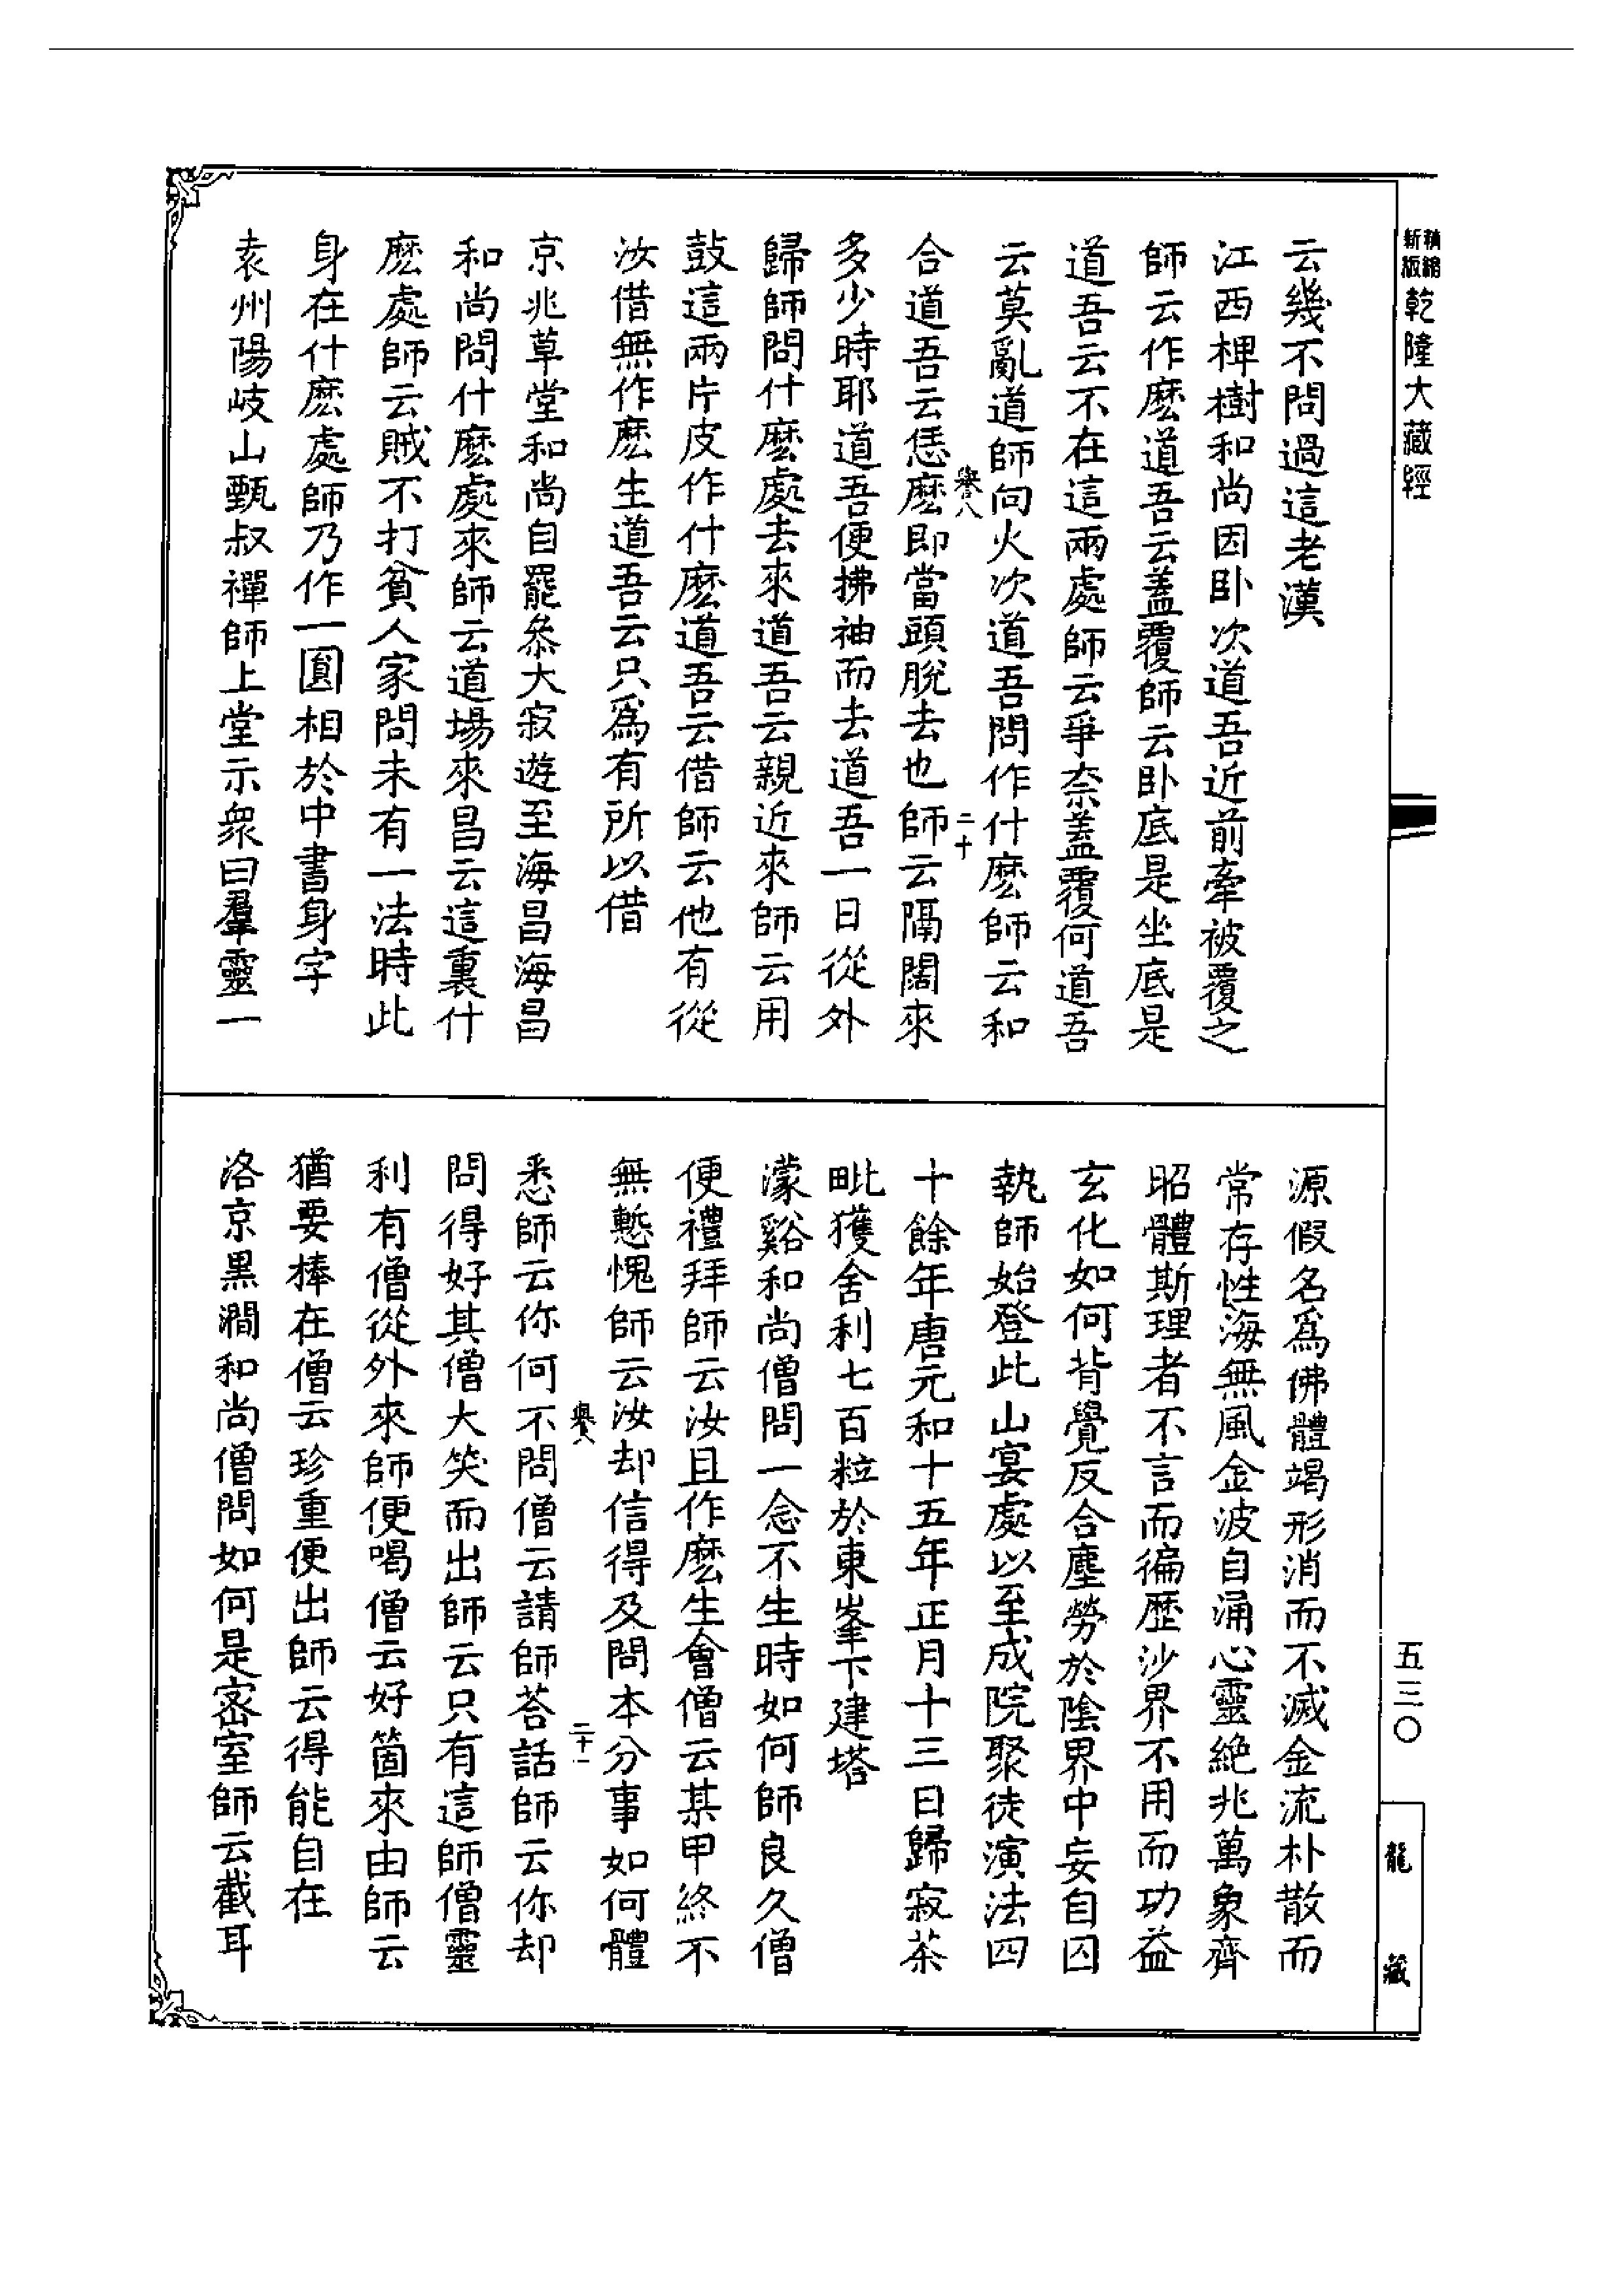 精縮新版乾隆大藏經
云幾不問過這老漢
江西椑樹和尚因卧次道吾近前牽被覆之
師云作麽道吾云蓋覆師云卧底是坐底是
道吾云不在這兩處師云爭奈蓋覆何道吾
云莫亂道師向火次道吾問作什麽師云和
譽八
二十
合道吾云恁麽即當頭脫去也師云隔闊來
多少時耶道吾便拂袖而去道吾一日從外
歸師問什麽處去來道吾云親近來師云用
鼓這兩片皮作什麽道吾云借師云他有從
汝借無作麽生道吾云只爲有所以借
京兆草堂和尚自罷叅大寂遊至海昌海昌
和尚問什麽處來師云道場來昌云這裏什
麽處師云賊不打貧人家問未有一法時此
身在什麽處師乃作一圓相於中書身字
袁州陽岐山甄叔禪師上堂示衆曰羣靈一
源假名爲佛體竭形消而不滅金流朴散而
常存性海無風金波自涌心靈絶兆萬象齊
昭體斯理者不言而徧歷沙界不用而功益
玄化如何背覺反合塵勞於陰界中妄自囚
執師始登此山宴處以至成院聚徒演法四
十餘年唐元和十五年正月十三日歸寂茶
毗獲舍利七百粒於東峯下建塔
濛谿和尚僧問一念不生時如何師良久僧
便禮拜師云汝且作麽生會僧云某甲終不
無慙愧師云汝却信得及問本分事如何體
譽八
二十一
悉師云你何不問僧云請師荅話師云你却
問得好其僧大笑而出師云只有這師僧靈
利有僧從外來師便喝僧云好箇來由師云
猶要棒在僧云珍重便出師云得能自在
洛京黑澗和尚僧問如何是密室師云截耳
五三〇
龍藏